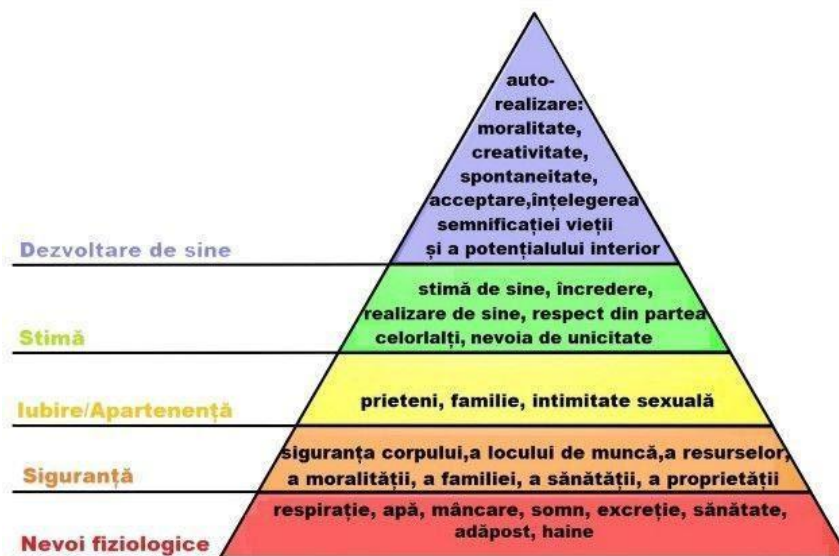 auto-
realizare:
moralitate,
creativitate,
spontaneitate,
acceptare,înțelegerea
semnificației vieții
și a potențialului interior
Dezvoltare de sine
stimă de sine, încredere,
realizare de sine, respect din partea
celorlalți, nevoia de unicitate
Stimă
prieteni, familie, intimitate sexuală
Iubire/Apartenență
siguranța corpului,a locului de muncă,a resurselor,
a moralității, a familiei, a sănătății, a proprietății
Siguranță
respirație, apă, mâncare, somn, excreție, sănătate,
adăpost, haine
Nevoi fiziologice